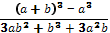 (a + b)³ − a³
3ab² + b³ + 3a²b